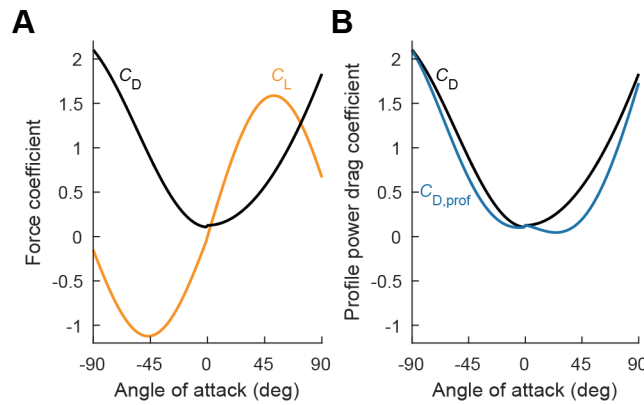 A
B
2
1.5
1
0.5
0
-0.5
-1
Force coefficient
C_D
C_L
-90
-45
0
45
90
Angle of attack (deg)
2
1.5
1
0.5
0
-0.5
-1
Profile power drag coefficient
C_D
C_D,prof
-90
-45
0
45
90
Angle of attack (deg)